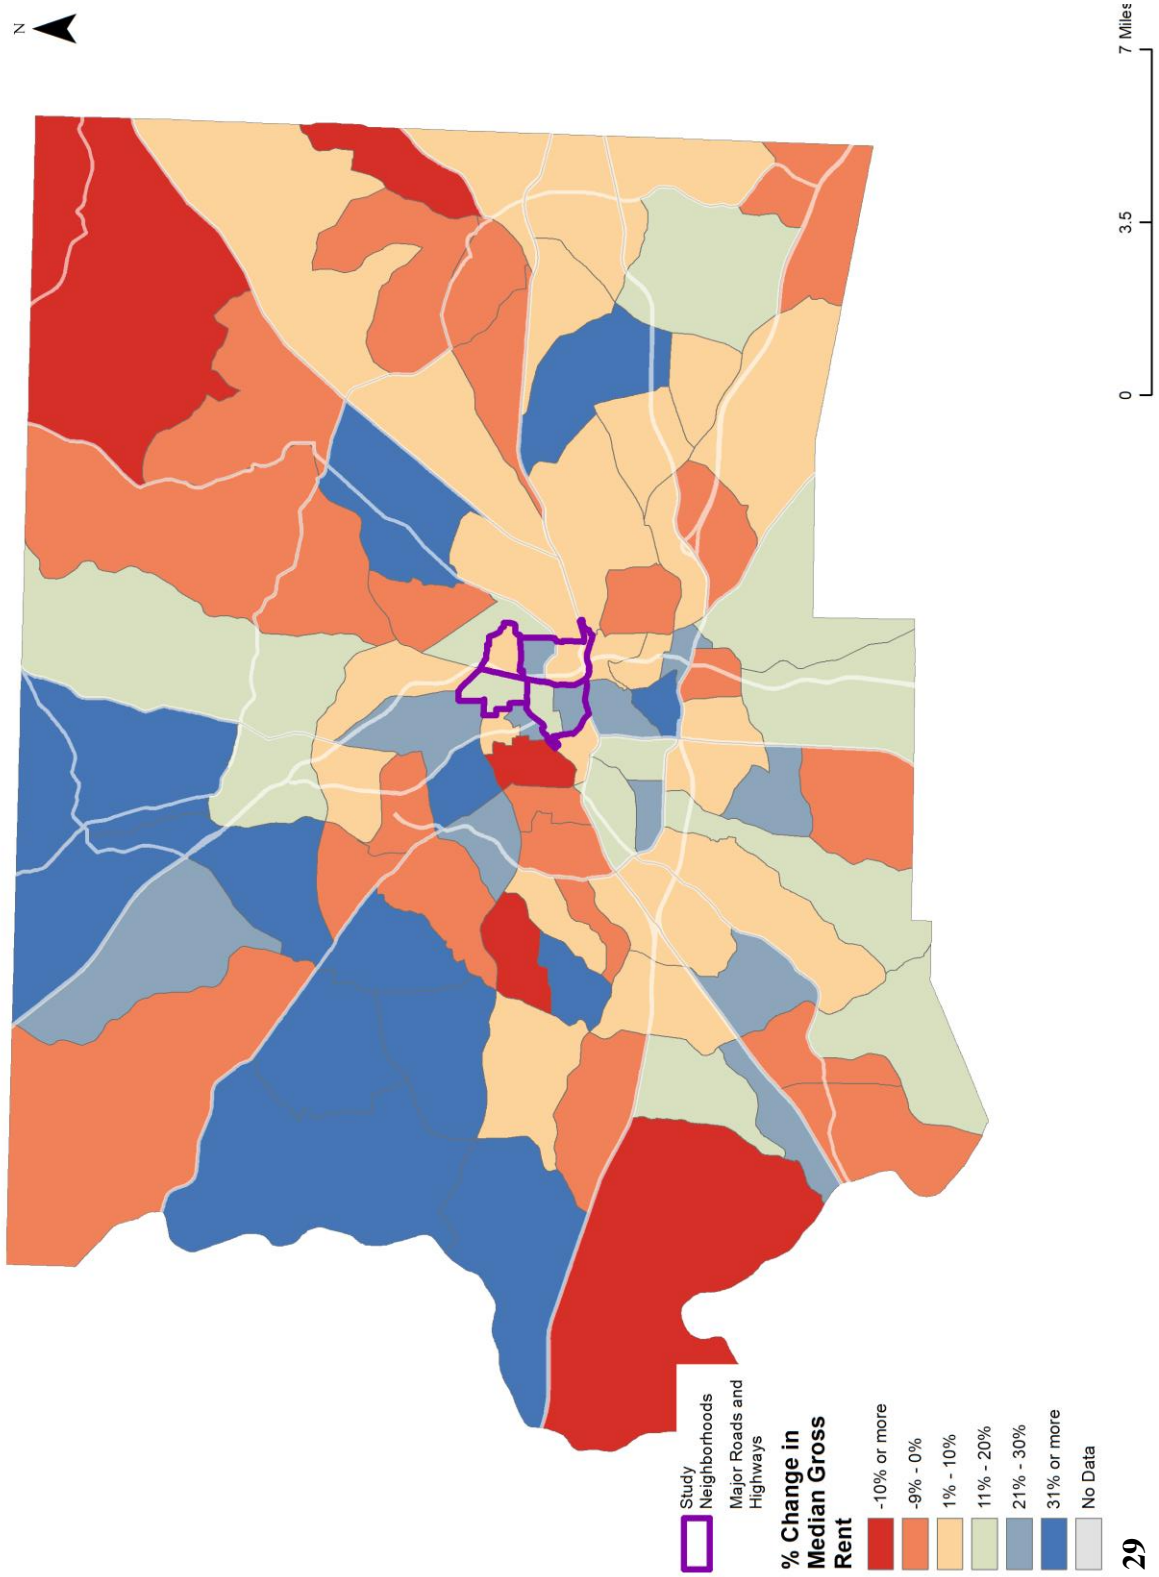 N
Study
Neighborhoods
Major Roads and
Highways
% Change in
Median Gross
Rent
-10% or more
-9% - 0%
1% - 10%
11% - 20%
21% - 30%
31% or more
No Data
0 3.5 7 Miles
29